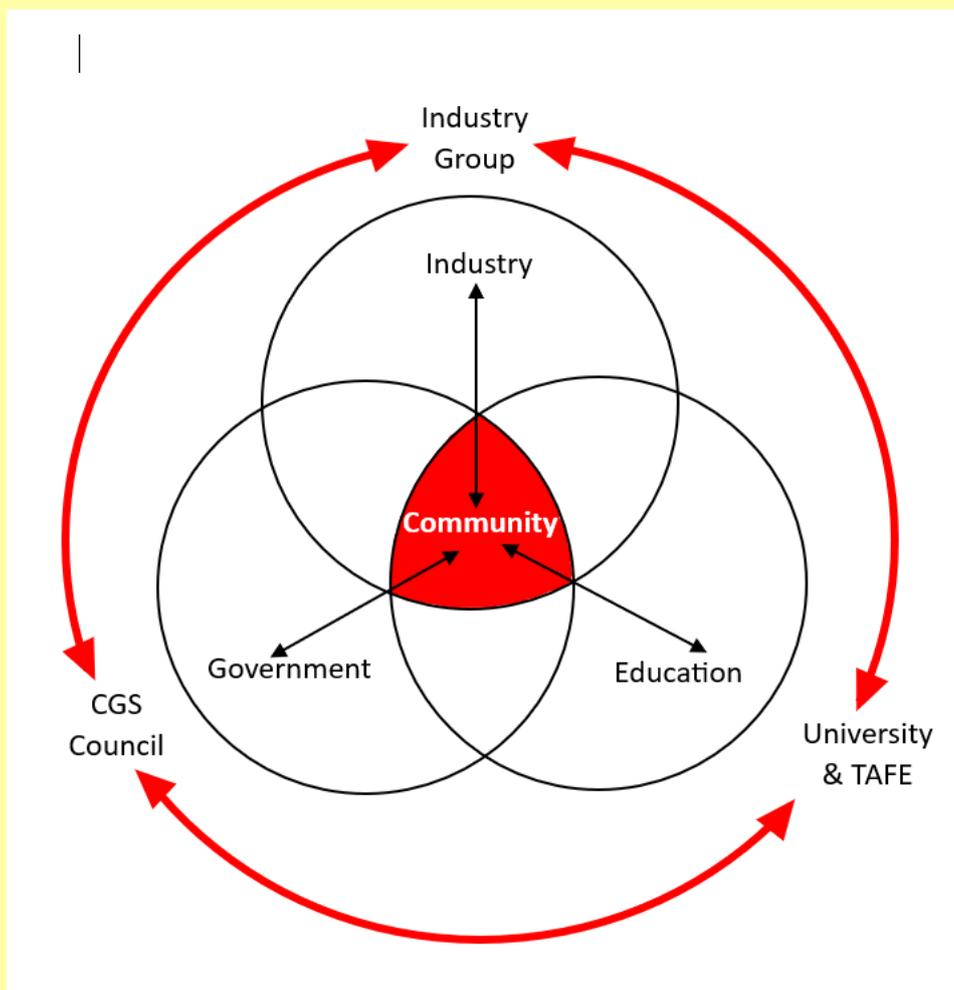 Industry
Group
Industry
Community
Government
Education
CGS
Council
University
& TAFE